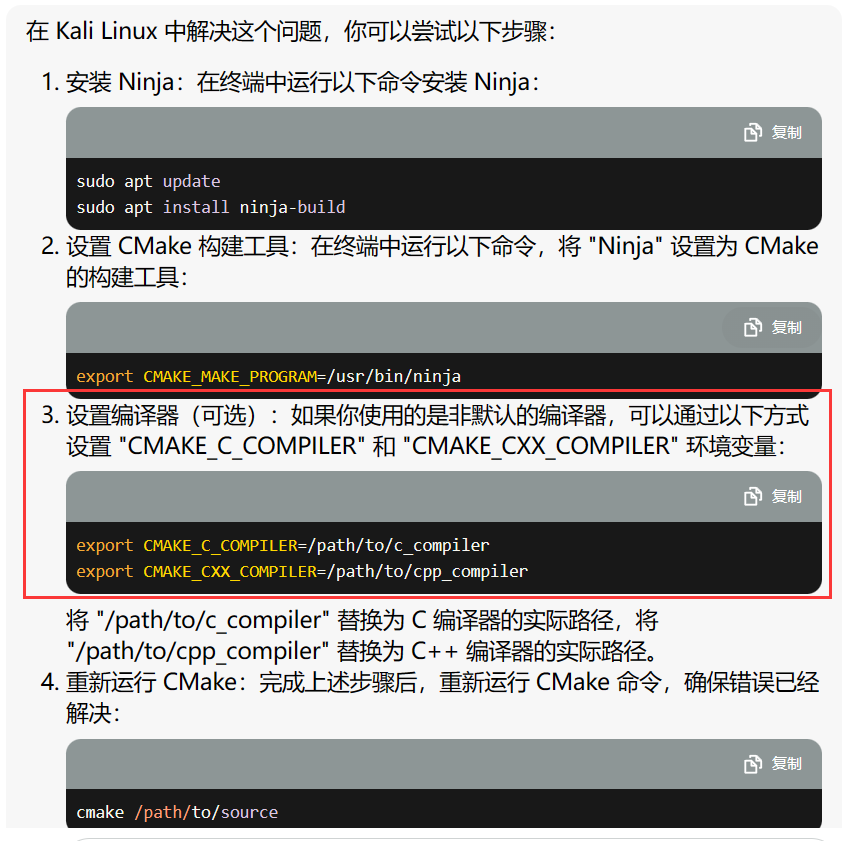 在 Kali Linux 中解决这个问题，你可以尝试以下步骤：
1. 安装 Ninja：在终端中运行以下命令安装 Ninja：
复制
sudo apt update
sudo apt install ninja-build
2. 设置 CMake 构建工具：在终端中运行以下命令，将 "Ninja" 设置为 CMake
的构建工具：
复制
export CMAKE_MAKE_PROGRAM=/usr/bin/ninja
3. 设置编译器（可选）：如果你使用的是非默认的编译器，可以通过以下方式
设置 "CMAKE_C_COMPILER" 和 "CMAKE_CXX_COMPILER" 环境变量：
复制
export CMAKE_C_COMPILER=/path/to/c_compiler
export CMAKE_CXX_COMPILER=/path/to/cpp_compiler
将 "/path/to/c_compiler" 替换为 C 编译器的实际路径，将
"/path/to/cpp_compiler" 替换为 C++ 编译器的实际路径。
4. 重新运行 CMake：完成上述步骤后，重新运行 CMake 命令，确保错误已经
解决：
复制
cmake /path/to/source